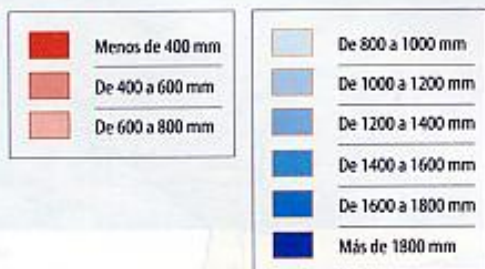 Menos de 400 mm
De 400 a 600 mm
De 600 a 800 mm
De 800 a 1000 mm
De 1000 a 1200 mm
De 1200 a 1400 mm
De 1400 a 1600 mm
De 1600 a 1800 mm
Más de 1800 mm